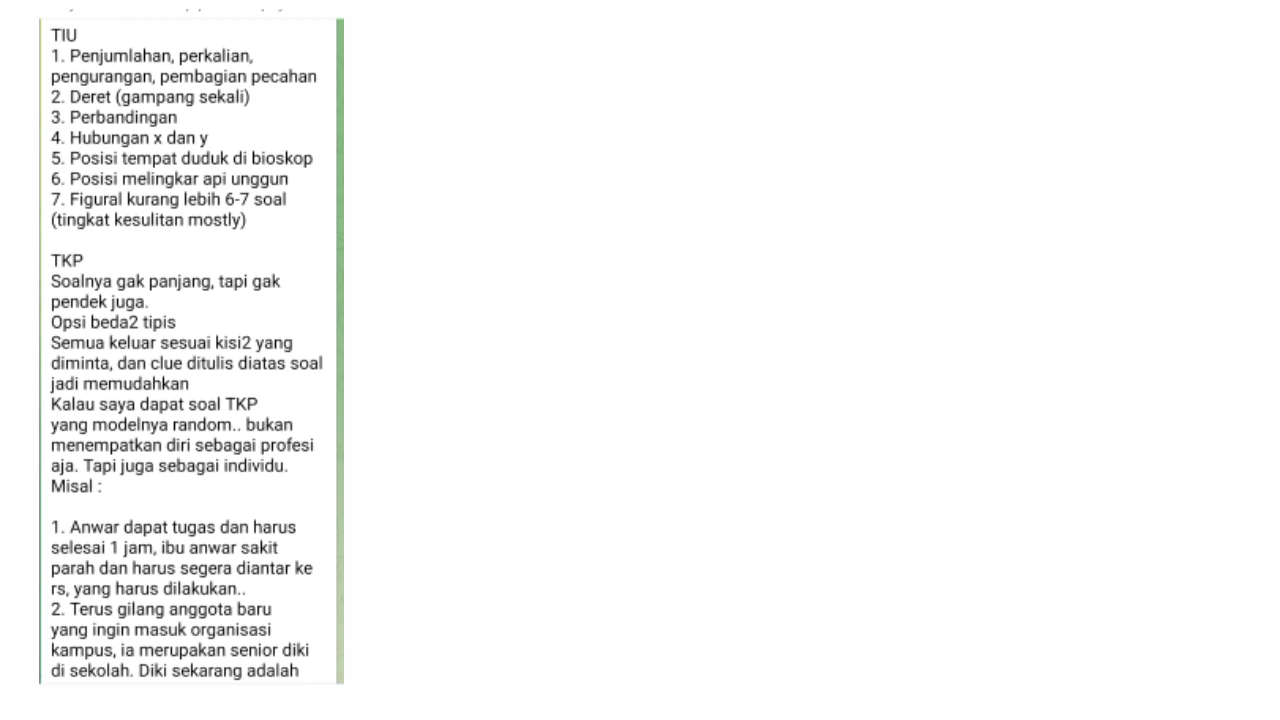 TIU
1. Penjumlahan, perkalian,
pengurangan, pembagian pecahan
2. Deret (gampang sekali)
3. Perbandingan
4. Hubungan x dan y
5. Posisi tempat duduk di bioskop
6. Posisi melingkar api unggun
7. Figural kurang lebih 6-7 soal
(tingkat kesulitan mostly)

TKP
Soalnya gak panjang, tapi gak
pendek juga.
Opsi beda2 tipis
Semua keluar sesuai kisi2 yang
diminta, dan clue ditulis diatas soal
jadi memudahkan
Kalau saya dapat soal TKP
yang modelnya random.. bukan
menempatkan diri sebagai profesi
aja. Tapi juga sebagai individu.
Misal :

1. Anwar dapat tugas dan harus
selesai 1 jam, ibu anwar sakit
parah dan harus segera diantar ke
rs, yang harus dilakukan..
2. Terus gilang anggota baru
yang ingin masuk organisasi
kampus, ia merupakan senior diki
di sekolah. Diki sekarang adalah